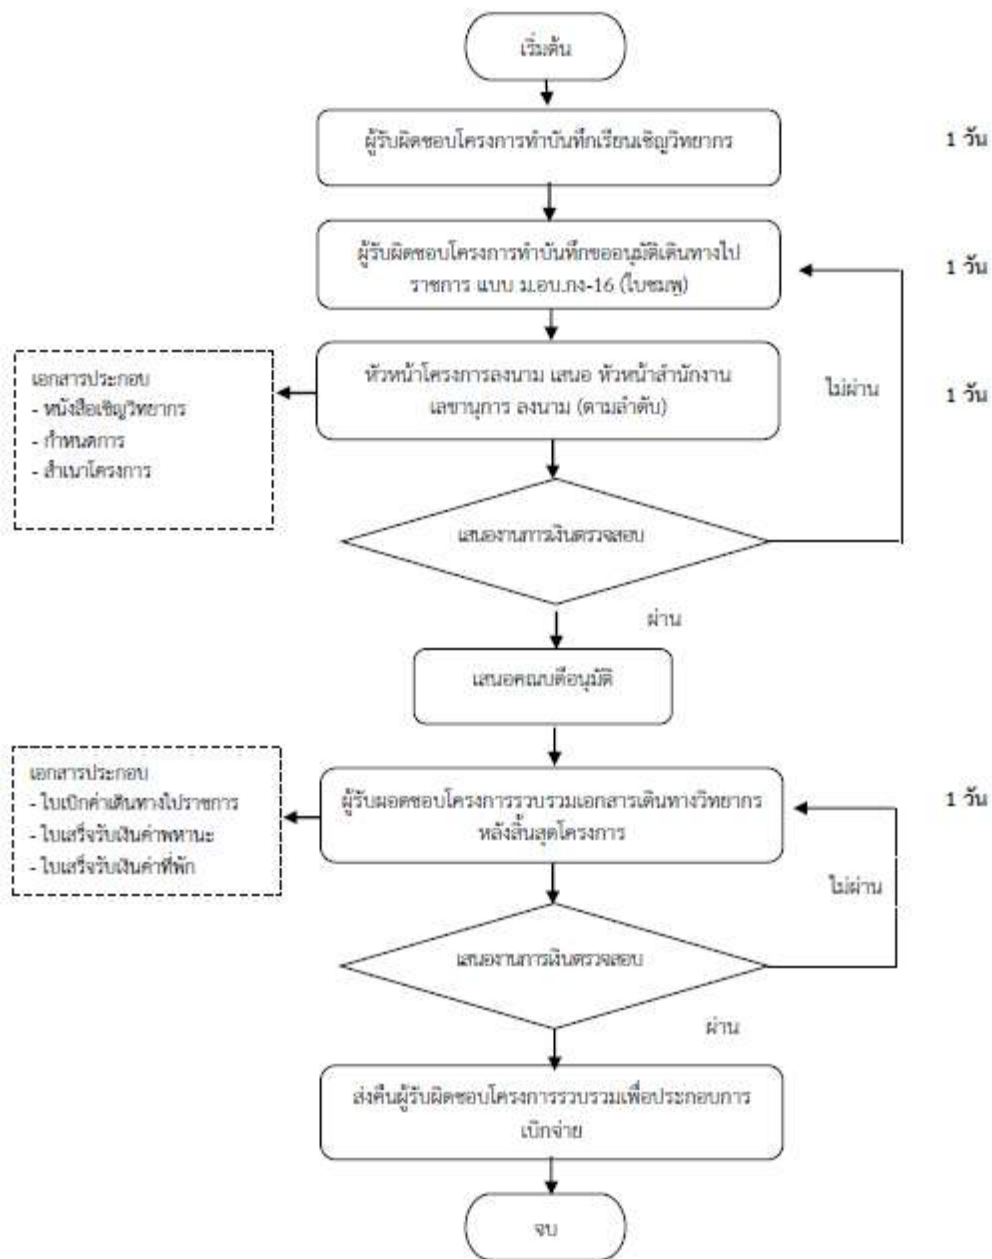 เริ่มต้น
ผู้รับผิดชอบโครงการทำบันทึกเรียนเชิญวิทยากร
1 วัน
ผู้รับผิดชอบโครงการทำบันทึกขออนุมัติเดินทางไป
ราชการ แบบ ม.อบ.กง-16 (ใบชมพู)
1 วัน
หัวหน้าโครงการลงนาม เสนอ หัวหน้าสำนักงาน
เลขานุการ ลงนาม (ตามลำดับ)
ไม่ผ่าน
1 วัน
เอกสารประกอบ
- หนังสือเชิญวิทยากร
- กำหนดการ
- สำเนาโครงการ
เสนองานการเงินตรวจสอบ
ผ่าน
เสนอคณบดีอนุมัติ
เอกสารประกอบ
- ใบเบิกค่าเดินทางไปราชการ
- ใบเสร็จรับเงินค่าพาหานะ
- ใบเสร็จรับเงินค่าที่พัก
ผู้รับผอดชอบโครงการรวบรวมเอกสารเดินทางวิทยากร
หลังสิ้นสุดโครงการ
1 วัน
ไม่ผ่าน
เสนองานการเงินตรวจสอบ
ผ่าน
ส่งคืนผู้รับผิดชอบโครงการรวบรวมเพื่อประกอบการ
เบิกจ่าย
จบ